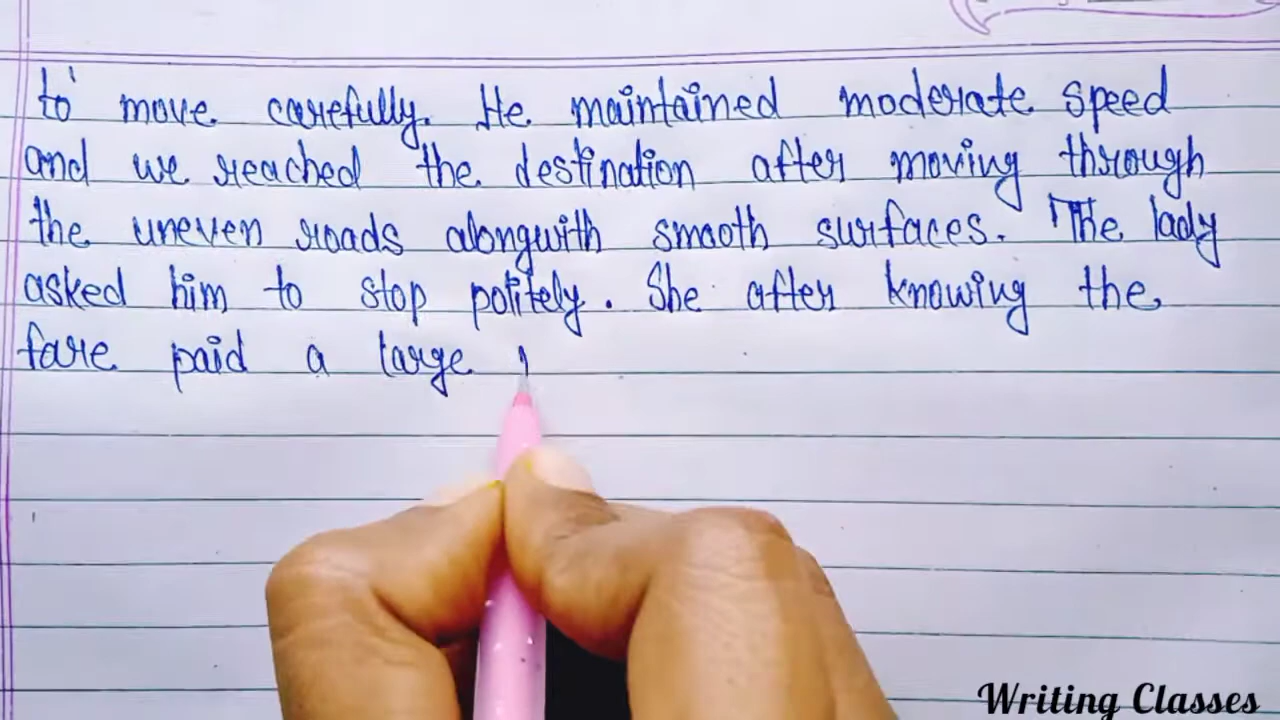 to move carefully. He maintained moderate speed
and we reached the destination after moving through
the uneven roads alongwith smooth surfaces. The lady
asked him to stop politely. She after knowing the
fare paid a large
Writing Classes